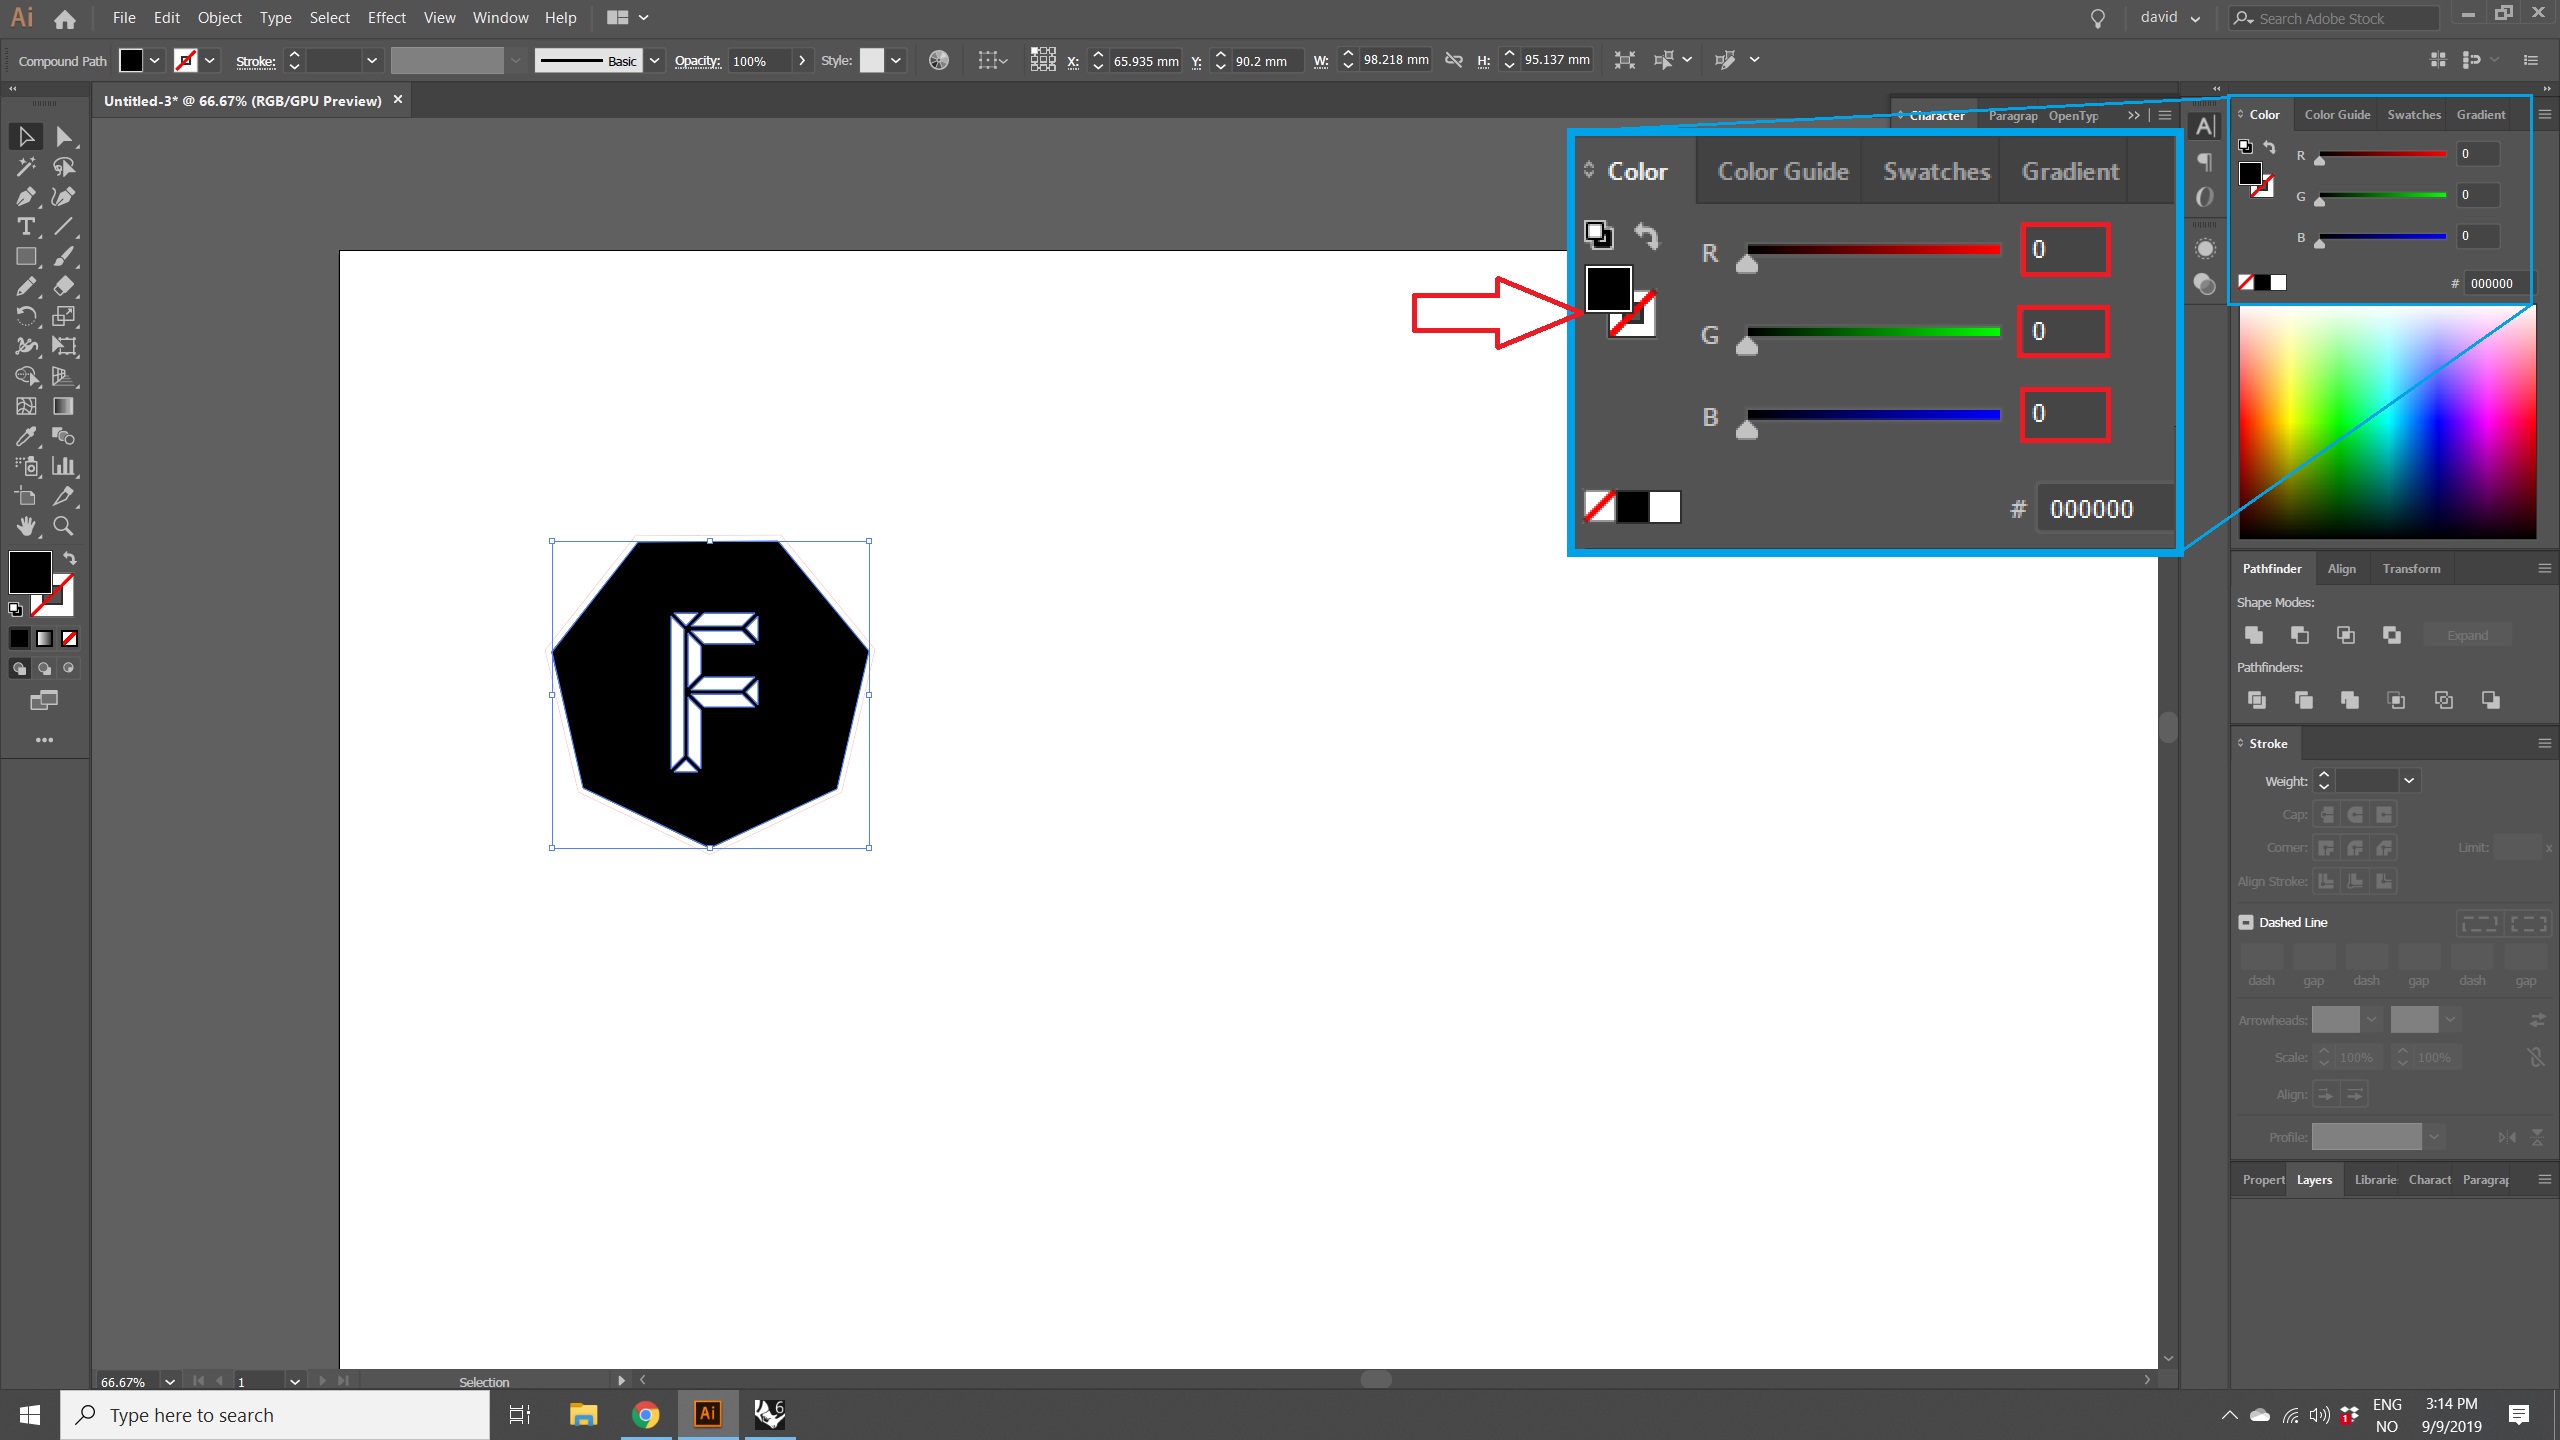 Ai File Edit Object Type Select Effect View Window Help david Search Adobe Stock
Compound Path Stroke: Basic Opacity: 100% Style: X: 65.935 mm Y: 90.2 mm W: 98.218 mm H: 95.137 mm
Untitled-3* @ 66.67% (RGB/GPU Preview)
Character Paragrap OpenTyp
Color Color Guide Swatches Gradient
R 0
G 0
B 0
# 000000
Color Color Guide Swatches Gradient
R 0
G 0
B 0
# 000000
F
Pathfinder Align Transform
Shape Modes:
Expand
Pathfinders:
Stroke
Weight:
Cap:
Corner: Limit: x
Align Stroke:
Dashed Line
dash gap dash gap dash gap
Arrowheads:
Scale: 100% 100%
Align:
Profile:
Propert Layers Librarie Charact Paragrap
66.67% 1 Selection
Type here to search
Ai
6
1
ENG
NO
3:14 PM
9/9/2019